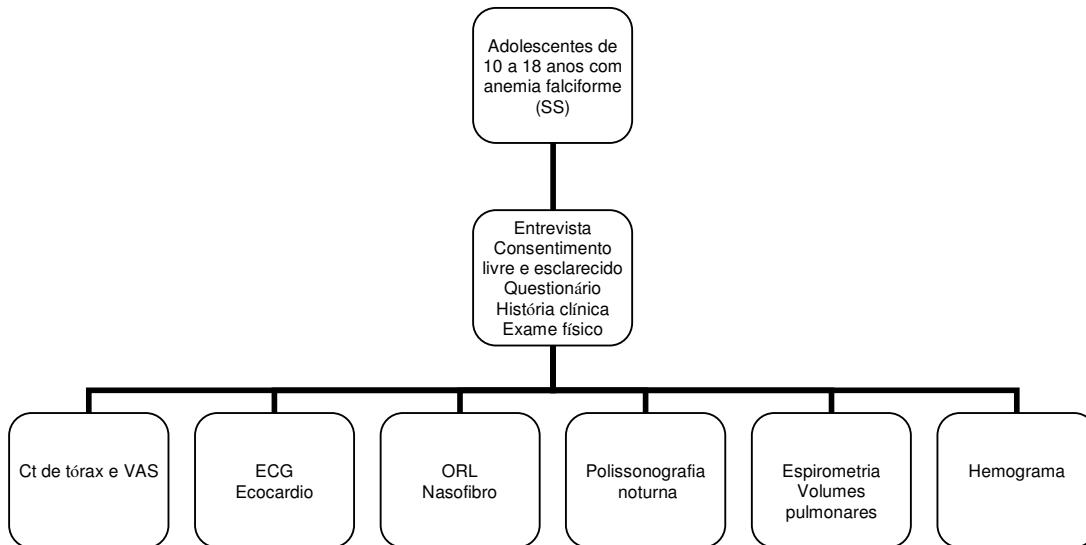 Adolescentes de
10 a 18 anos com
anemia falciforme
(SS)
Entrevista
Consentimento
livre e esclarecido
Questionário
História clínica
Exame físico
Ct de tórax e VAS
ECG
Ecocardio
ORL
Nasofibro
Polissonografia
noturna
Espirometria
Volumes
pulmonares
Hemograma